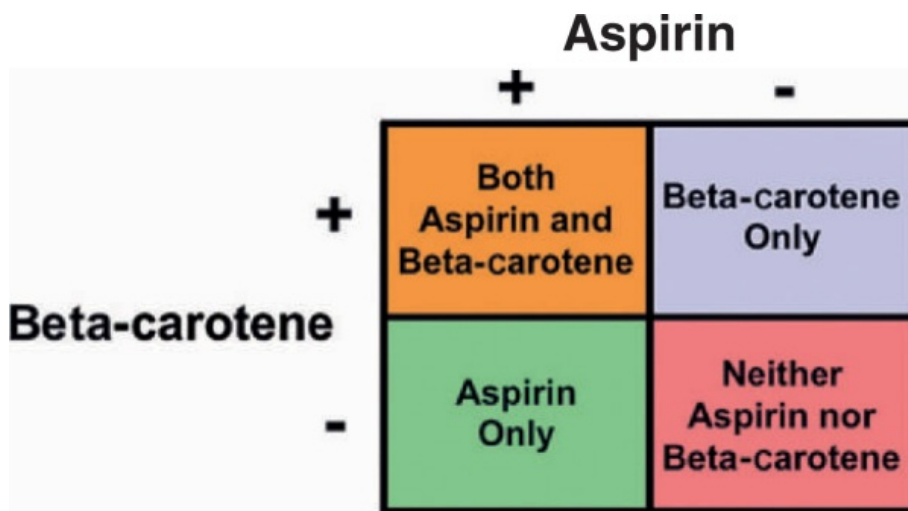 Aspirin
+ -
+
Both
Aspirin and
Beta-carotene
Beta-carotene
Only
Beta-carotene
-
Aspirin
Only
Neither
Aspirin nor
Beta-carotene